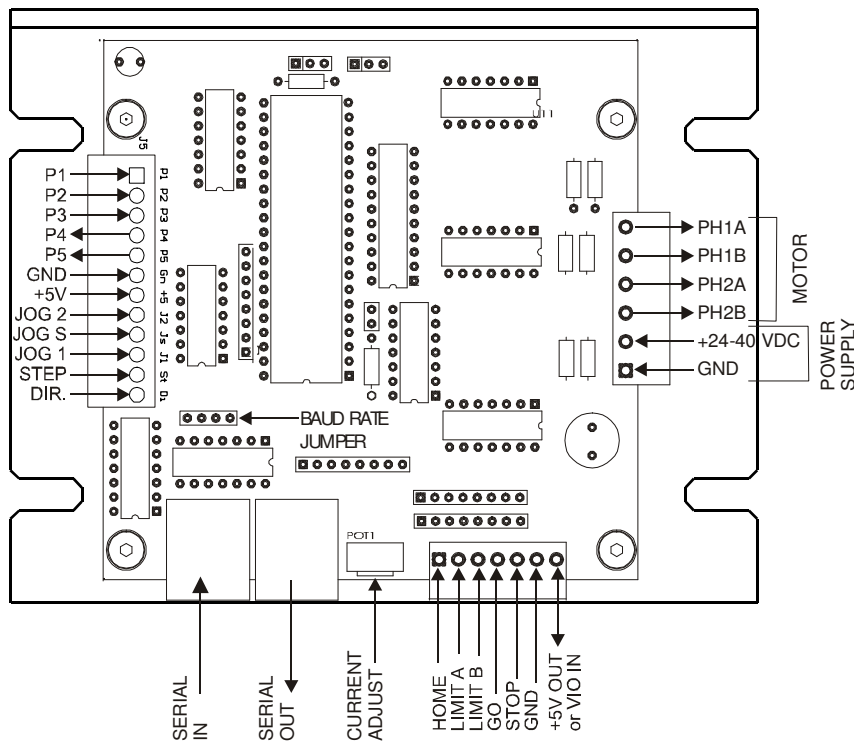 J5
P1
P2
P3
P4
P5
GND
+5V
JOG 2
JOG S
JOG 1
STEP
DIR.
P1
P2
P3
P4
P5
Gn
+5
J2
Js
J1
St
Di
U11
PH1A
PH1B
PH2A
PH2B
+24-40 VDC
GND
MOTOR
POWER
SUPPLY
BAUD RATE
JUMPER
POT1
SERIAL
IN
SERIAL
OUT
CURRENT
ADJUST
HOME
LIMIT A
LIMIT B
GO
STOP
GND
+5V OUT
or VIO IN